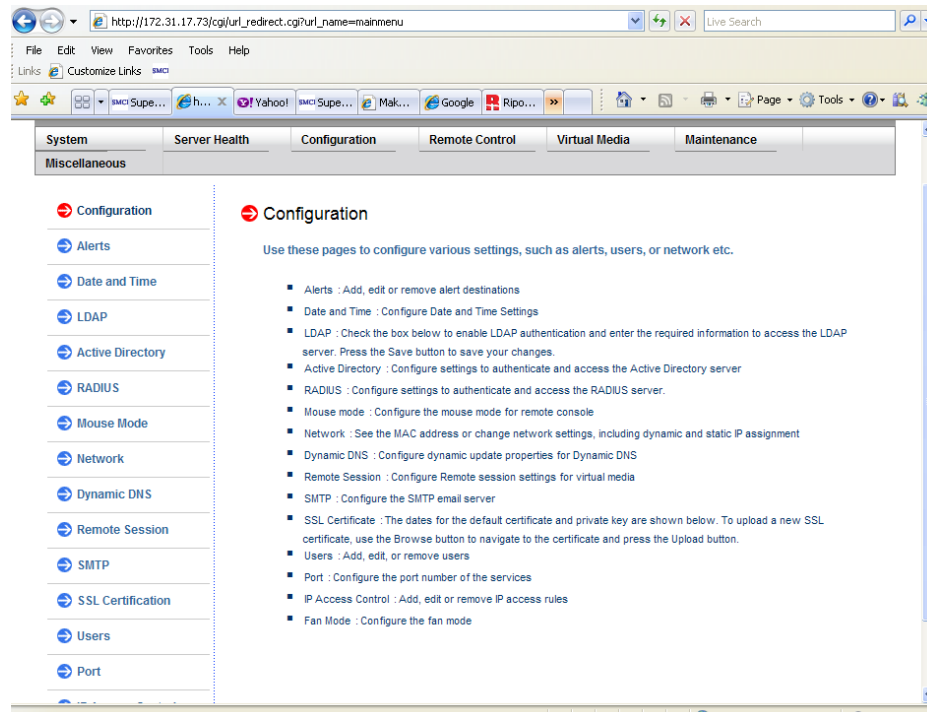 http://172.31.17.73/cgi/url_redirect.cgi?url_name=mainmenu
Live Search
File Edit View Favorites Tools Help
Links Customize Links SMCI
SMCI Supe... h... X Yahoo! SMCI Supe... Mak... Google Ripo... » Page Tools
System Server Health Configuration Remote Control Virtual Media Maintenance
Miscellaneous
Configuration
Alerts
Date and Time
LDAP
Active Directory
RADIUS
Mouse Mode
Network
Dynamic DNS
Remote Session
SMTP
SSL Certification
Users
Port
Configuration
Use these pages to configure various settings, such as alerts, users, or network etc.
Alerts : Add, edit or remove alert destinations
Date and Time : Configure Date and Time Settings
LDAP : Check the box below to enable LDAP authentication and enter the required information to access the LDAP
server. Press the Save button to save your changes.
Active Directory : Configure settings to authenticate and access the Active Directory server
RADIUS : Configure settings to authenticate and access the RADIUS server.
Mouse mode : Configure the mouse mode for remote console
Network : See the MAC address or change network settings, including dynamic and static IP assignment
Dynamic DNS : Configure dynamic update properties for Dynamic DNS
Remote Session : Configure Remote session settings for virtual media
SMTP : Configure the SMTP email server
SSL Certificate : The dates for the default certificate and private key are shown below. To upload a new SSL
certificate, use the Browse button to navigate to the certificate and press the Upload button.
Users : Add, edit, or remove users
Port : Configure the port number of the services
IP Access Control : Add, edit or remove IP access rules
Fan Mode : Configure the fan mode